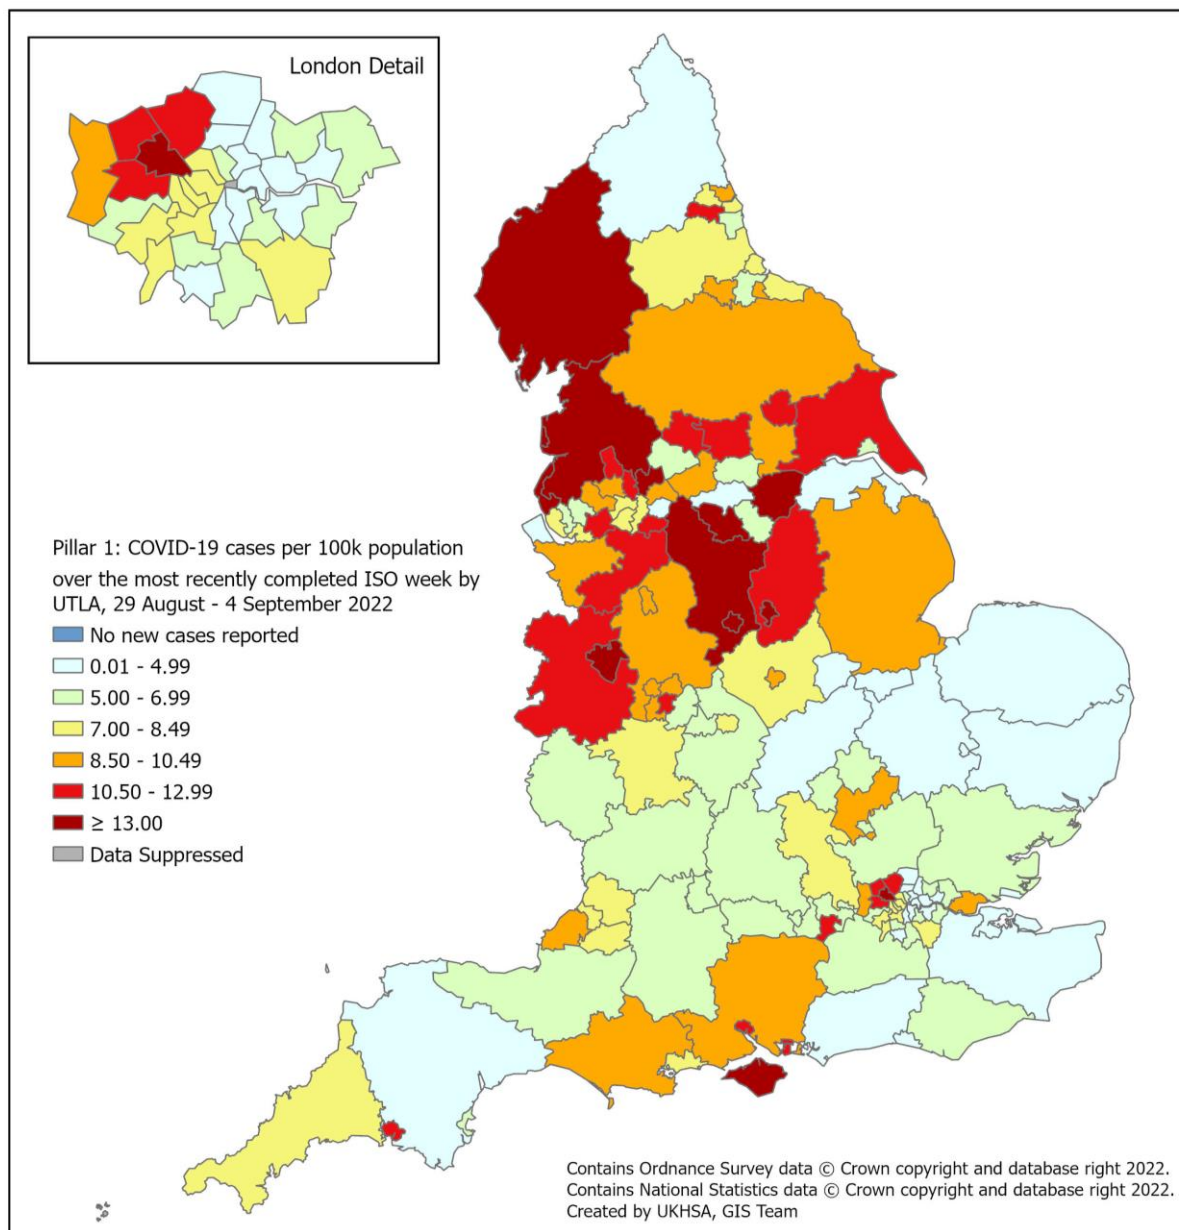 London Detail
Pillar 1: COVID-19 cases per 100k population
over the most recently completed ISO week by
UTLA, 29 August - 4 September 2022
No new cases reported
0.01 - 4.99
5.00 - 6.99
7.00 - 8.49
8.50 - 10.49
10.50 - 12.99
≥ 13.00
Data Suppressed
Contains Ordnance Survey data © Crown copyright and database right 2022.
Contains National Statistics data © Crown copyright and database right 2022.
Created by UKHSA, GIS Team